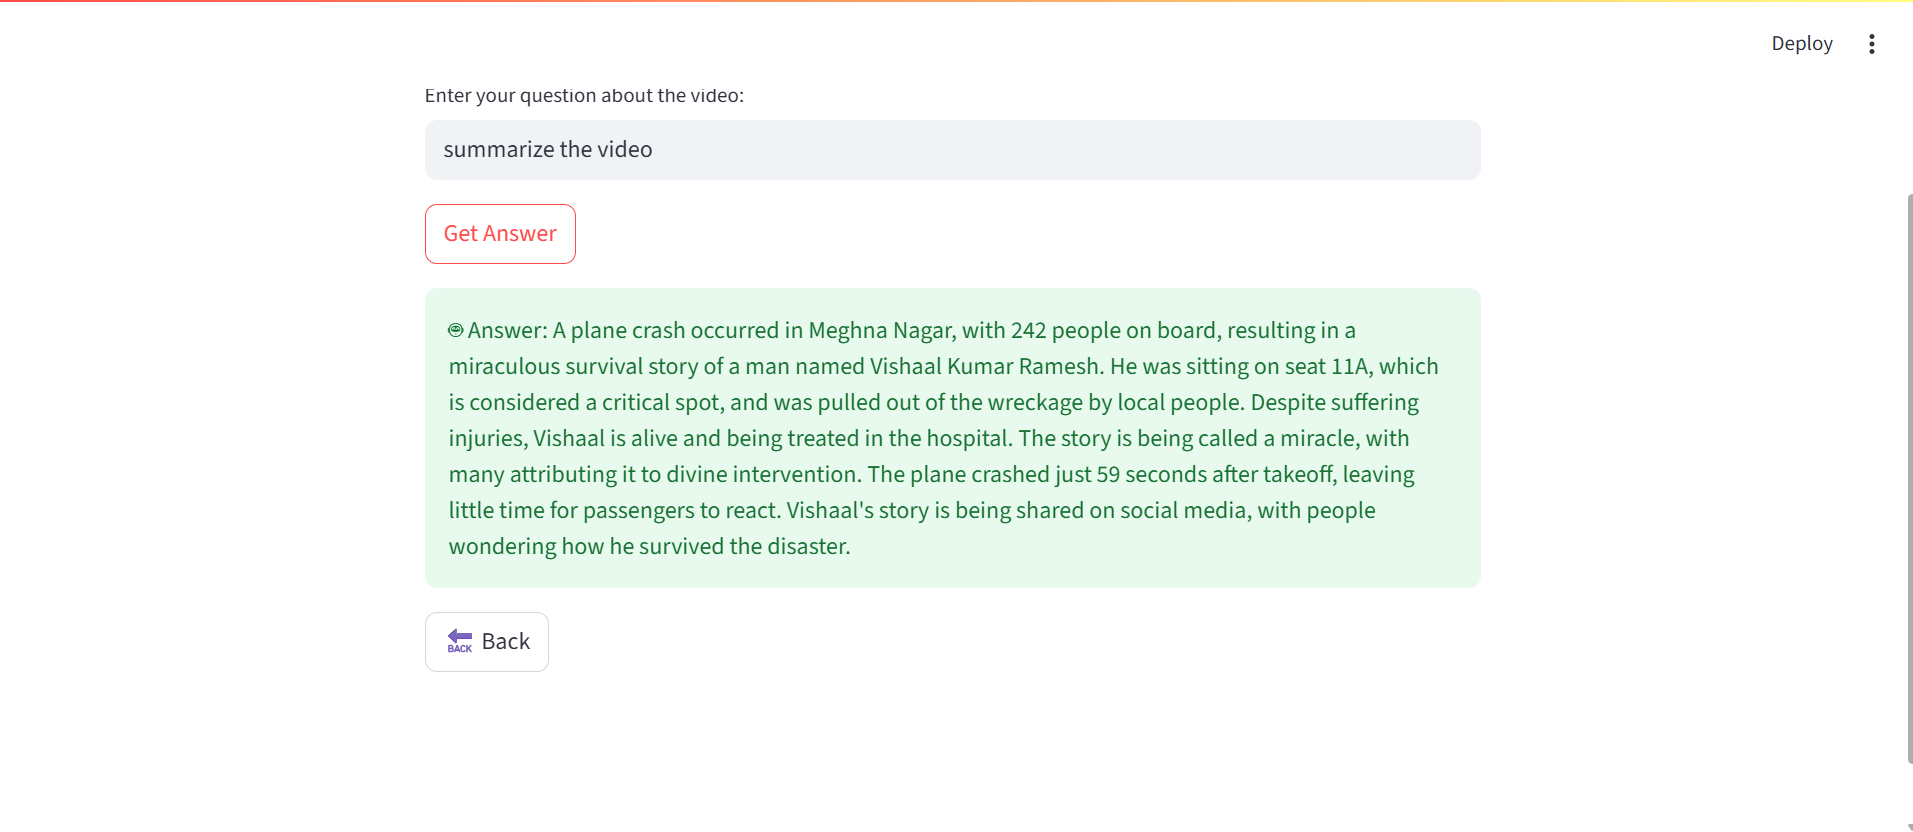 Deploy
Enter your question about the video:
summarize the video
Get Answer
Answer: A plane crash occurred in Meghna Nagar, with 242 people on board, resulting in a
miraculous survival story of a man named Vishaal Kumar Ramesh. He was sitting on seat 11A, which
is considered a critical spot, and was pulled out of the wreckage by local people. Despite suffering
injuries, Vishaal is alive and being treated in the hospital. The story is being called a miracle, with
many attributing it to divine intervention. The plane crashed just 59 seconds after takeoff, leaving
little time for passengers to react. Vishaal's story is being shared on social media, with people
wondering how he survived the disaster.
BACK Back